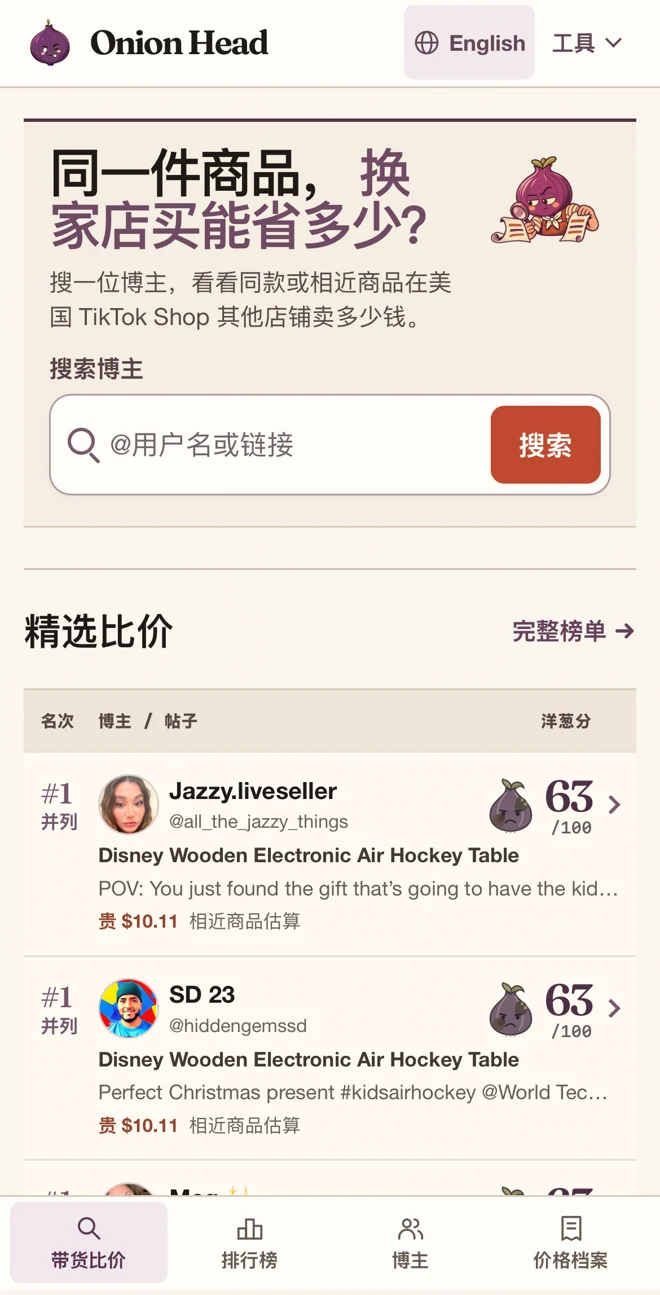 Onion Head
English
工具
同一件商品，换
家店买能省多少？
搜一位博主，看看同款或相近商品在美
国 TikTok Shop 其他店铺卖多少钱。
搜索博主
@用户名或链接
搜索
精选比价
完整榜单 →
名次 博主 / 帖子 洋葱分
#1 Jazzy.liveseller 63
并列 @all_the_jazzy_things /100
Disney Wooden Electronic Air Hockey Table
POV: You just found the gift that’s going to have the kid…
贵 $10.11 相近商品估算
#1 SD 23 63
并列 @hiddengemssd /100
Disney Wooden Electronic Air Hockey Table
Perfect Christmas present #kidsairhockey @World Tec…
贵 $10.11 相近商品估算
带货比价
排行榜
博主
价格档案